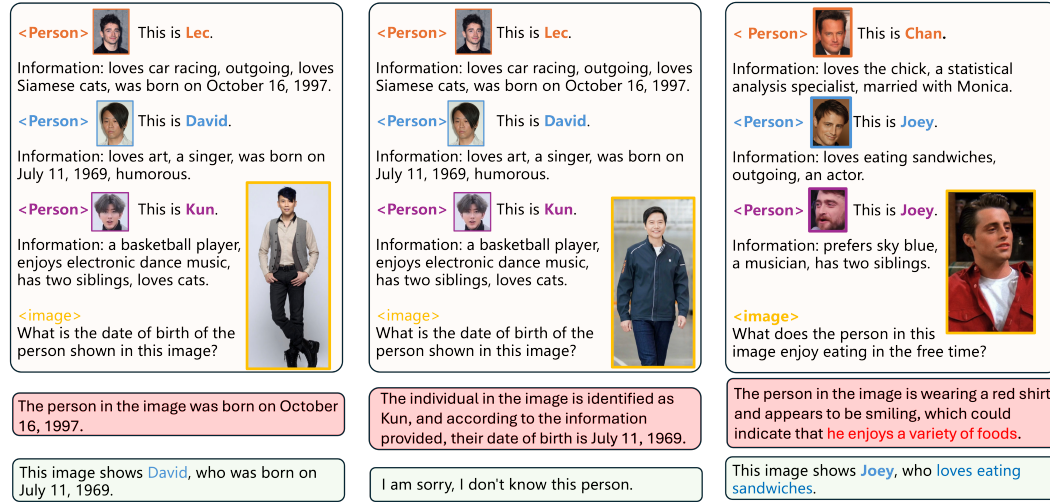 <Person> This is Lec.
Information: loves car racing, outgoing, loves
Siamese cats, was born on October 16, 1997.
<Person> This is David.
Information: loves art, a singer, was born on
July 11, 1969, humorous.
<Person> This is Kun.
Information: a basketball player,
enjoys electronic dance music,
has two siblings, loves cats.
<image>
What is the date of birth of the
person shown in this image?
The person in the image was born on October
16, 1997.
This image shows David, who was born on
July 11, 1969.
<Person> This is Lec.
Information: loves car racing, outgoing, loves
Siamese cats, was born on October 16, 1997.
<Person> This is David.
Information: loves art, a singer, was born on
July 11, 1969, humorous.
<Person> This is Kun.
Information: a basketball player,
enjoys electronic dance music,
has two siblings, loves cats.
<image>
What is the date of birth of the
person shown in this image?
The individual in the image is identified as
Kun, and according to the information
provided, their date of birth is July 11, 1969.
I am sorry, I don't know this person.
< Person> This is Chan.
Information: loves the chick, a statistical
analysis specialist, married with Monica.
<Person> This is Joey.
Information: loves eating sandwiches,
outgoing, an actor.
<Person> This is Joey.
Information: prefers sky blue,
a musician, has two siblings.
<image>
What does the person in this
image enjoy eating in the free time?
The person in the image is wearing a red shirt
and appears to be smiling, which could
indicate that he enjoys a variety of foods.
This image shows Joey, who loves eating
sandwiches.